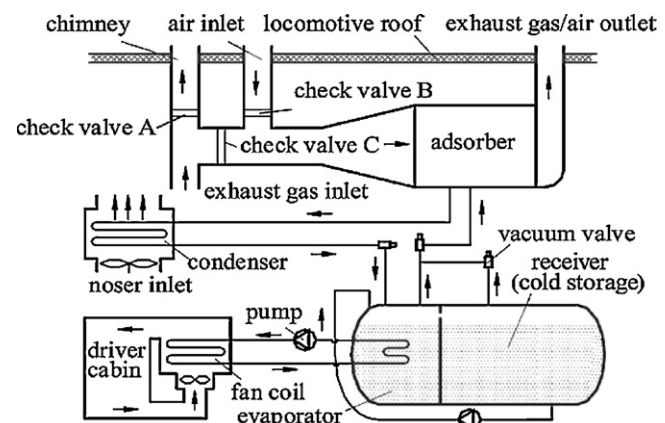 chimney
air inlet
locomotive roof
exhaust gas/air outlet
check valve B
check valve A
check valve C
adsorber
exhaust gas inlet
condenser
noser inlet
vacuum valve
receiver
(cold storage)
pump
driver
cabin
fan coil
evaporator